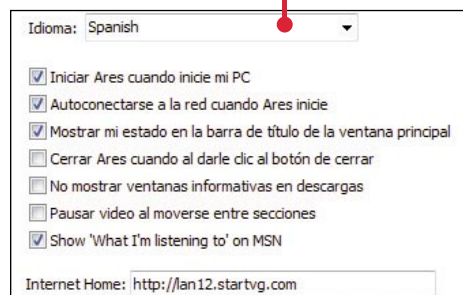 Idioma: Spanish
Iniciar Ares cuando inicie mi PC
Autoconectarse a la red cuando Ares inicie
Mostrar mi estado en la barra de título de la ventana principal
Cerrar Ares cuando al darle clic al botón de cerrar
No mostrar ventanas informativas en descargas
Pausar video al moverse entre secciones
Show 'What I'm listening to' on MSN
Internet Home: http://lan12.startvg.com